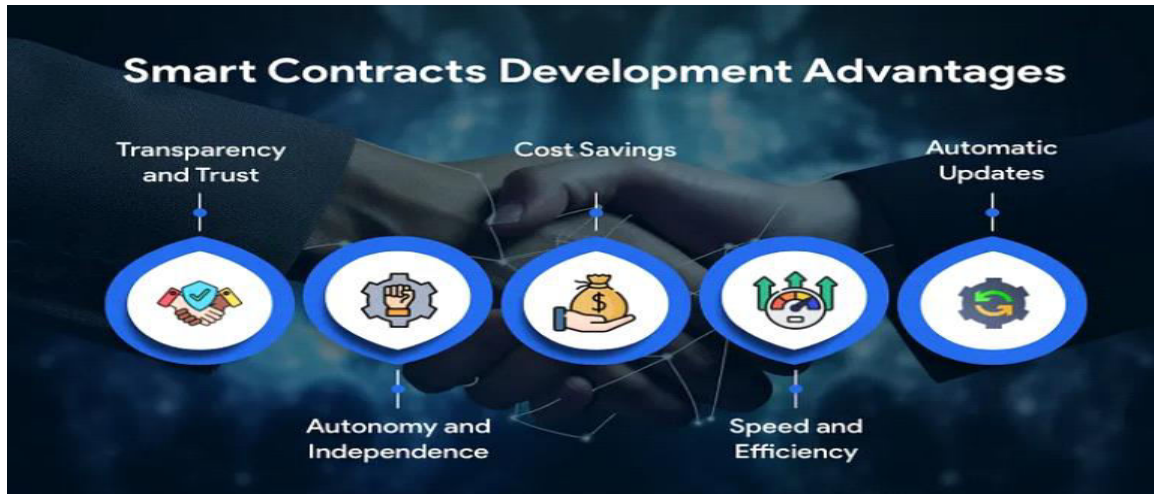 Smart Contracts Development Advantages
Transparency
and Trust
Autonomy and
Independence
Cost Savings
Speed and
Efficiency
Automatic
Updates